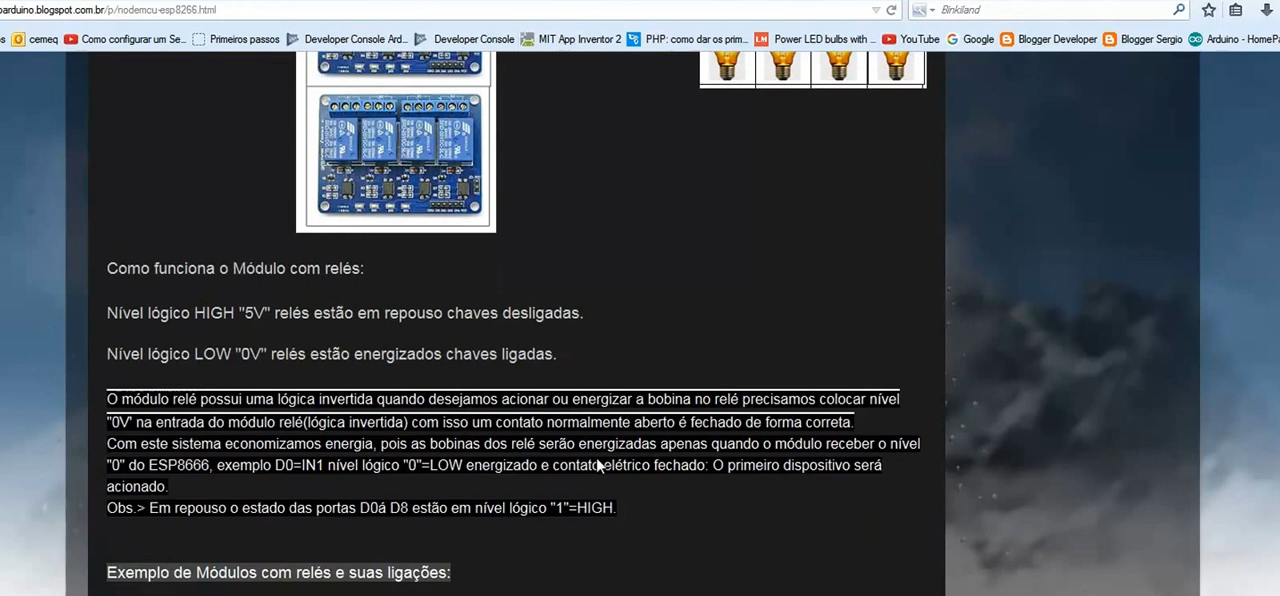 oarduino.blogspot.com.br/p/nodemcu-esp8266.html
Binkiland
os cemeq Como configurar um Se... Primeiros passos Developer Console Ard... Developer Console MIT App Inventor 2 PHP: como dar os prim... LM Power LED bulbs with ... YouTube Google Blogger Developer Blogger Sergio Arduino - HomePa
Como funciona o Módulo com relés:
Nível lógico HIGH "5V" relés estão em repouso chaves desligadas.
Nível lógico LOW "0V" relés estão energizados chaves ligadas.
O módulo relé possui uma lógica invertida quando desejamos acionar ou energizar a bobina no relé precisamos colocar nível
"0V' na entrada do módulo relé(lógica invertida) com isso um contato normalmente aberto é fechado de forma correta.
Com este sistema economizamos energia, pois as bobinas dos relé serão energizadas apenas quando o módulo receber o nível
"0" do ESP8666, exemplo D0=IN1 nível lógico "0"=LOW energizado e contato elétrico fechado: O primeiro dispositivo será
acionado.
Obs.> Em repouso o estado das portas D0á D8 estão em nível lógico "1"=HIGH.
Exemplo de Módulos com relés e suas ligações: